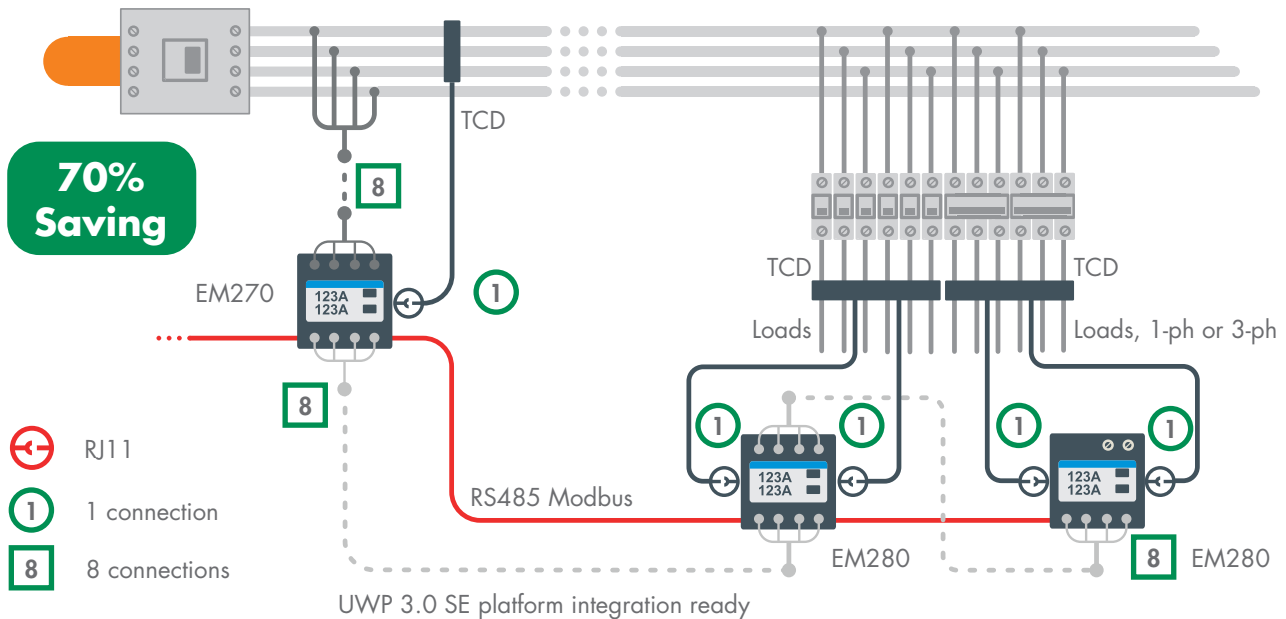 TCD
70%
Saving
8
EM270
123A
123A
1
8
TCD
TCD
Loads
Loads, 1-ph or 3-ph
1
1
1
1
123A
123A
123A
123A
RJ11
1
1 connection
8
8 connections
RS485 Modbus
EM280
8
EM280
UWP 3.0 SE platform integration ready